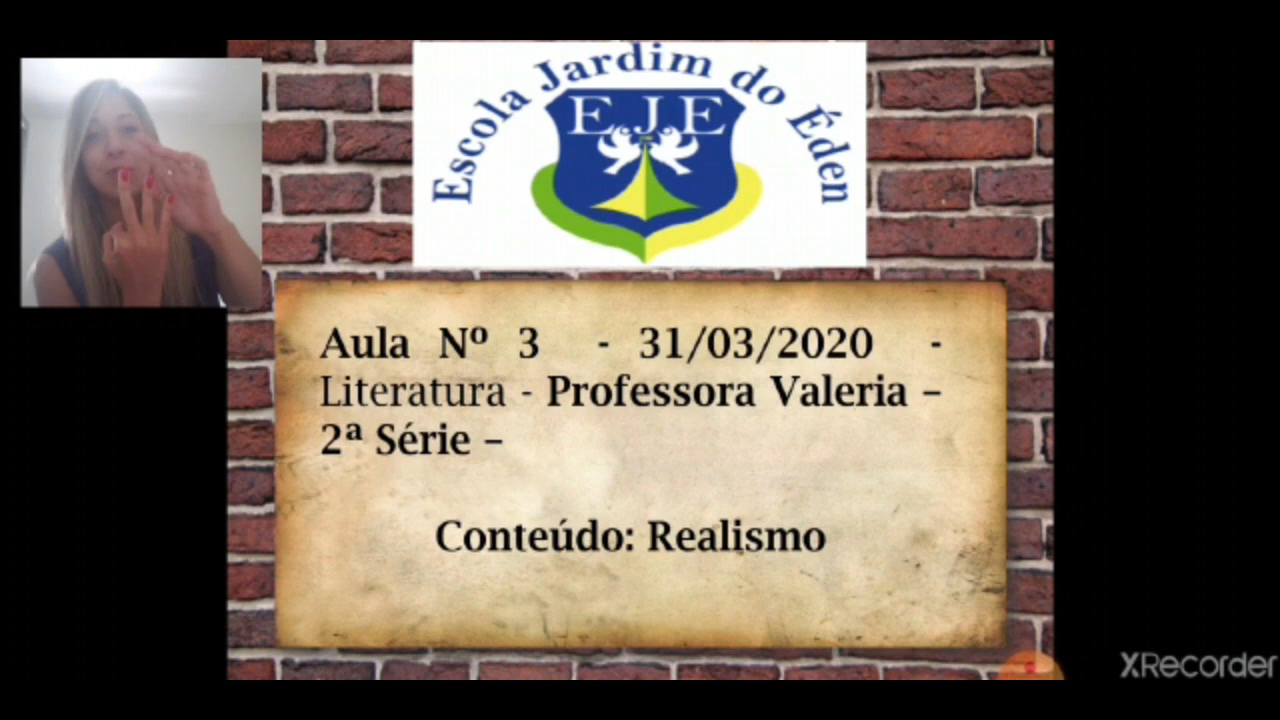 Escola Jardim do Éden
EJE
Aula Nº 3 - 31/03/2020 -
Literatura - Professora Valeria –
2ª Série –
Conteúdo: Realismo
XRecorder